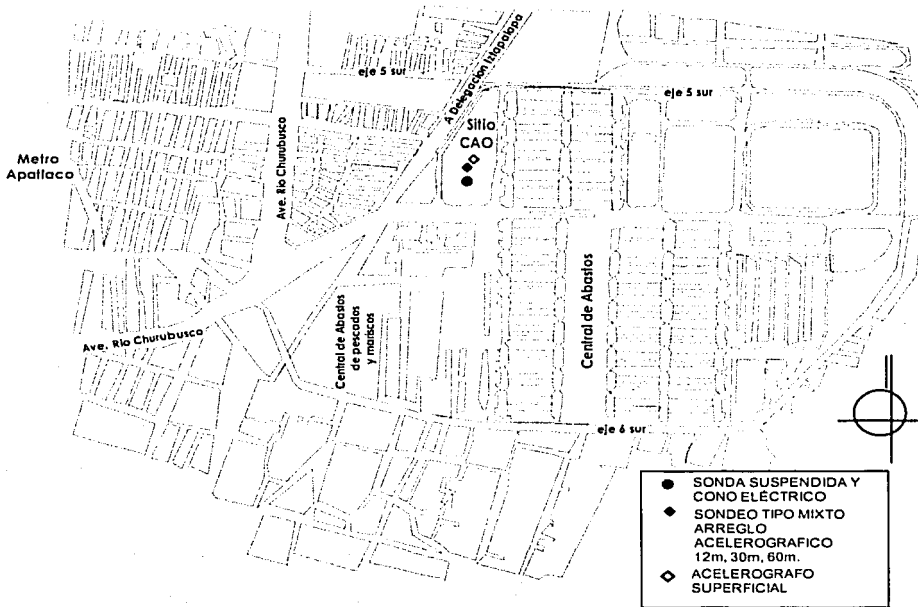 eje 5 sur
A Delegación Iztapalapa
eje 5 sur
Sitio
CAO
Metro
Apatlaco
Ave. Río Churubusco
Central de Abastos
Central de Abastos
de pescados
y mariscos
Ave. Río Churubusco
eje 6 sur
SONDA SUSPENDIDA Y
CONO ELÉCTRICO
SONDEO TIPO MIXTO
ARREGLO
ACELEROGRAFICO
12m, 30m, 60m.
ACELEROGRAFO
SUPERFICIAL